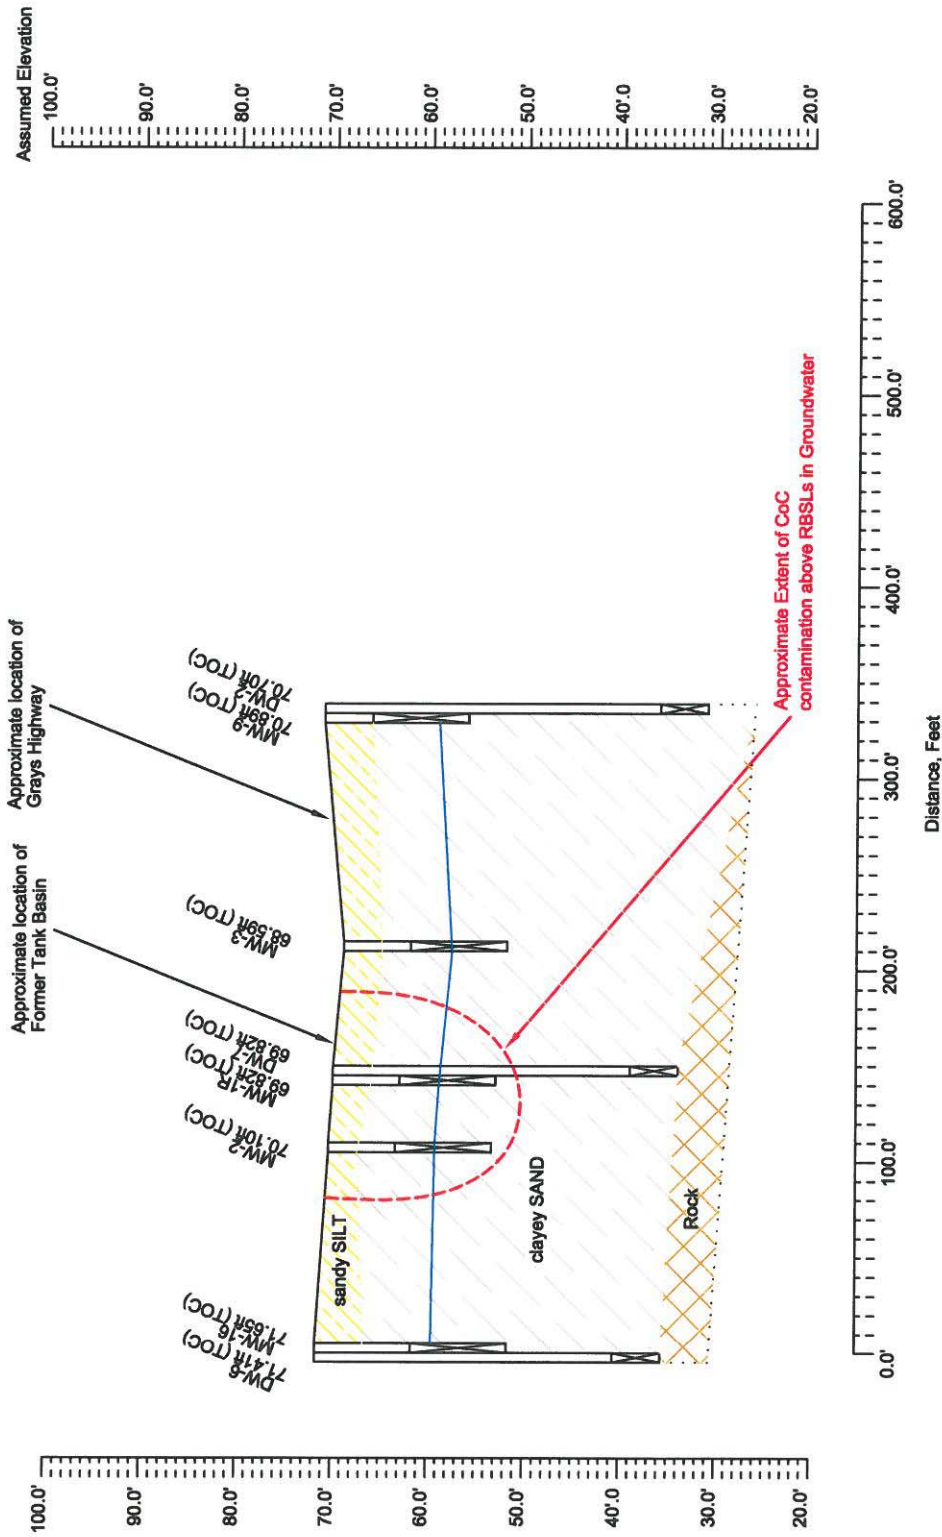 Assumed Elevation
100.0'
90.0'
80.0'
70.0'
60.0'
50.0'
40'.0
30.0'
20.0'
Approximate location of
Former Tank Basin
Approximate location of
Grays Highway
DW-6
71.41ft (TOC)
MW-16
71.65ft (TOC)
MW-2
70.10ft (TOC)
MW-1R
69.82ft (TOC)
DW-7
69.82ft (TOC)
MW-3
68.59ft (TOC)
MW-9
70.89ft (TOC)
DW-2
70.70ft (TOC)
sandy SILT
clayey SAND
Rock
Approximate Extent of CoC
contamination above RBSLs in Groundwater
0.0'
100.0'
200.0'
300.0'
400.0'
500.0'
600.0'
Distance, Feet
100.0'
90.0'
80.0'
70.0'
60.0'
50.0'
40'.0
30.0'
20.0'